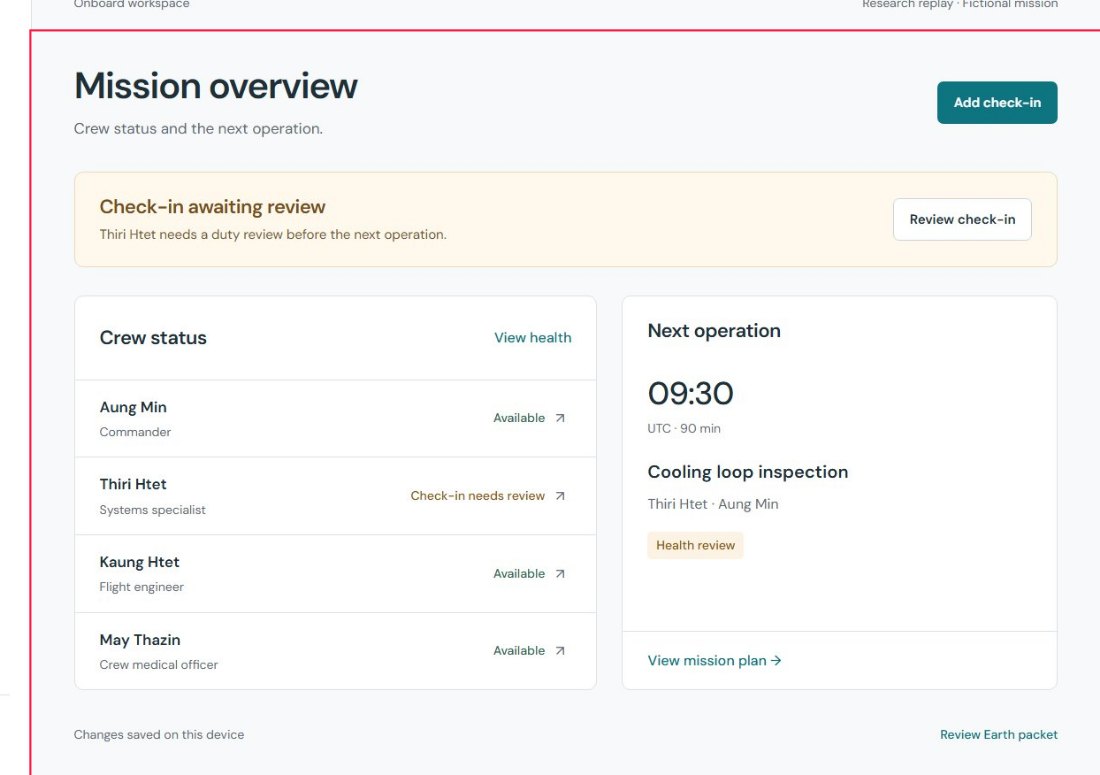 Onboard workspace
Research replay · Fictional mission
Mission overview
Crew status and the next operation.
Add check-in
Check-in awaiting review
Thiri Htet needs a duty review before the next operation.
Review check-in
Crew status
View health
Aung Min
Commander
Available ↗
Thiri Htet
Systems specialist
Check-in needs review ↗
Kaung Htet
Flight engineer
Available ↗
May Thazin
Crew medical officer
Available ↗
Next operation
09:30
UTC · 90 min
Cooling loop inspection
Thiri Htet · Aung Min
Health review
View mission plan →
Changes saved on this device
Review Earth packet